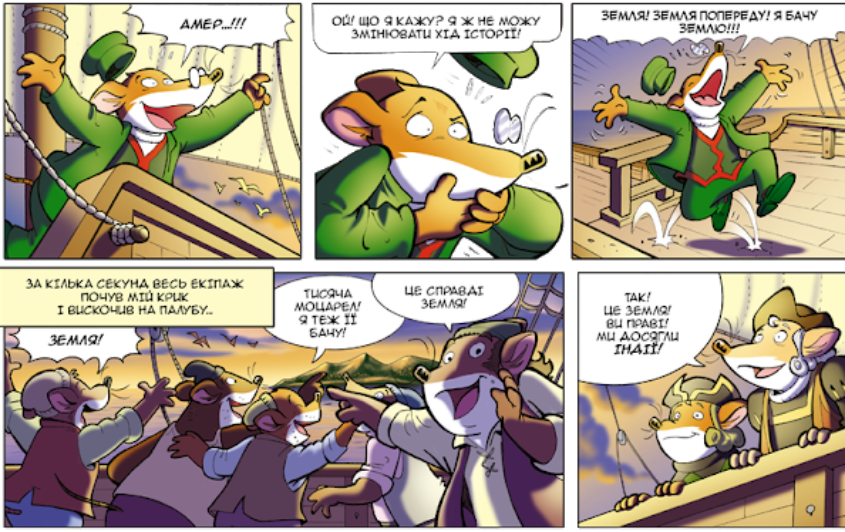 АМЕР...!!!
ОЙ! ЩО Я КАЖУ? Я Ж НЕ МОЖУ
ЗМІНЮВАТИ ХІД ІСТОРІЇ!
ЗЕМЛЯ! ЗЕМЛЯ ПОПЕРЕДУ! Я БАЧУ
ЗЕМЛЮ!!!
ЗА КІЛЬКА СЕКУНД ВЕСЬ ЕКІПАЖ
ПОЧУВ МІЙ КРИК
І ВИСКОЧИВ НА ПАЛУБУ...
ЗЕМЛЯ!
ТИСЯЧА
МОЦАРЕЛ!
Я ТЕЖ ЇЇ
БАЧУ!
ЦЕ СПРАВДІ
ЗЕМЛЯ!
ТАК!
ЦЕ ЗЕМЛЯ!
ВИ ПРАВІ!
МИ ДОСЯГЛИ
ІНДІЇ!